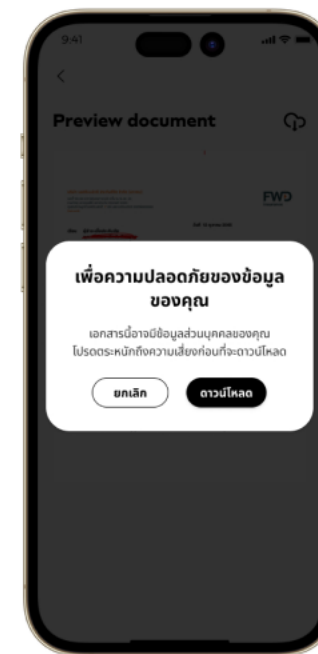 9:41
Preview document
FWD
เพื่อความปลอดภัยของข้อมูล
ของคุณ
เอกสารนี้อาจมีข้อมูลส่วนบุคคลของคุณ
โปรดตระหนักถึงความเสี่ยงก่อนที่จะดาวน์โหลด
ยกเลิก
ดาวน์โหลด